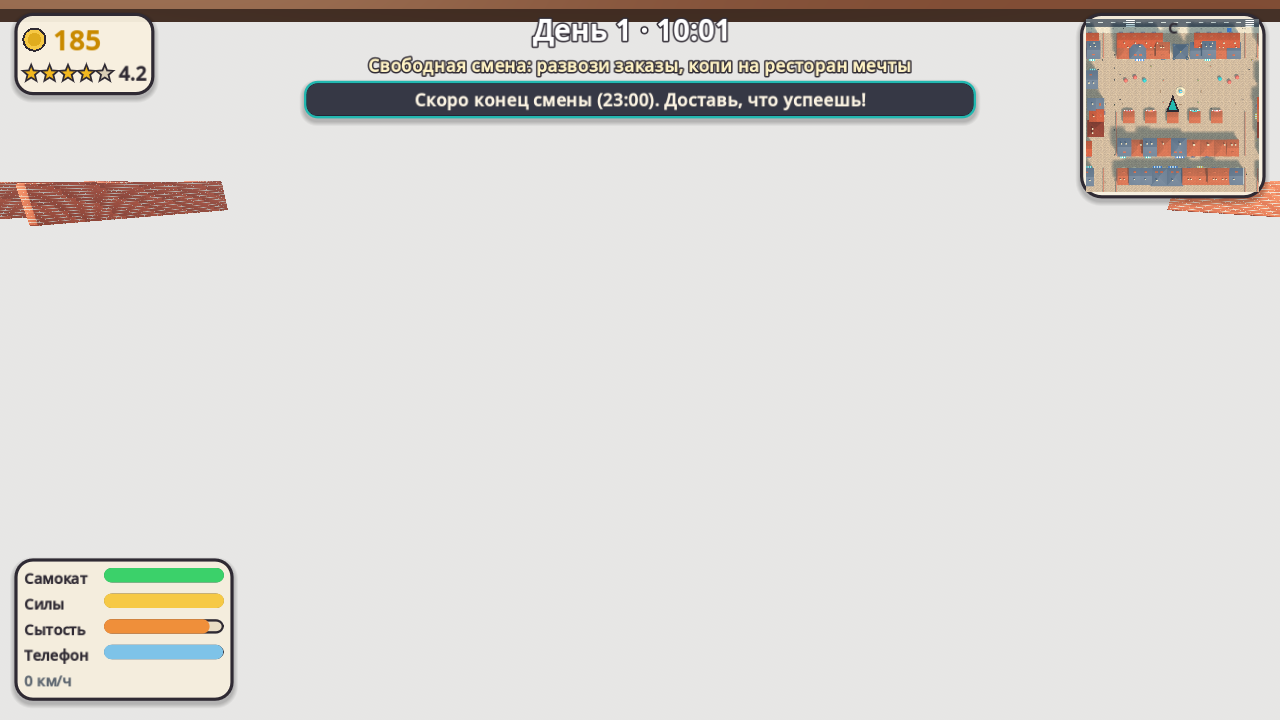 185
4.2
День 1 · 10:01
Свободная смена: развози заказы, копи на ресторан мечты
Скоро конец смены (23:00). Доставь, что успеешь!
С
Самокат
Силы
Сытость
Телефон
0 км/ч